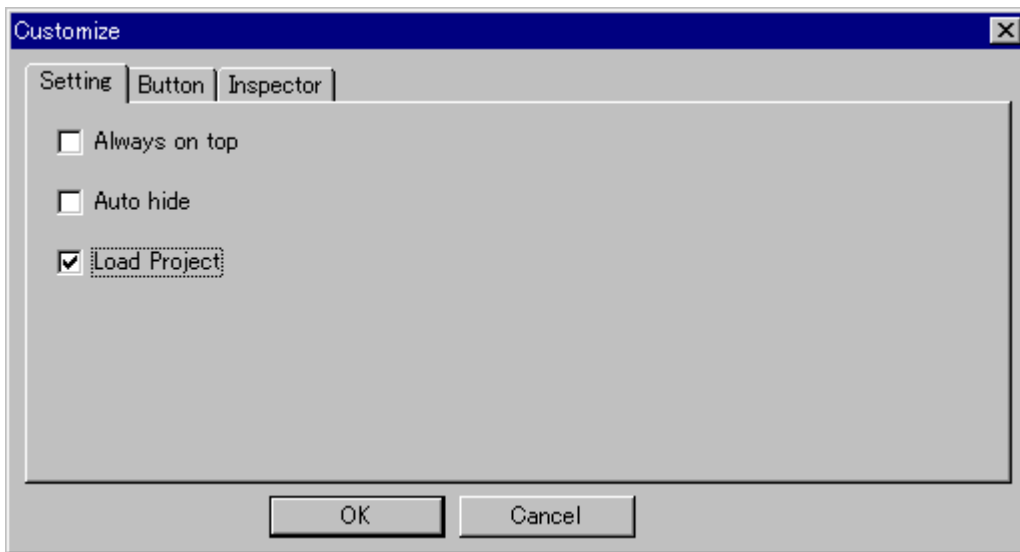 Customize
Setting Button Inspector
Always on top
Auto hide
Load Project
OK Cancel